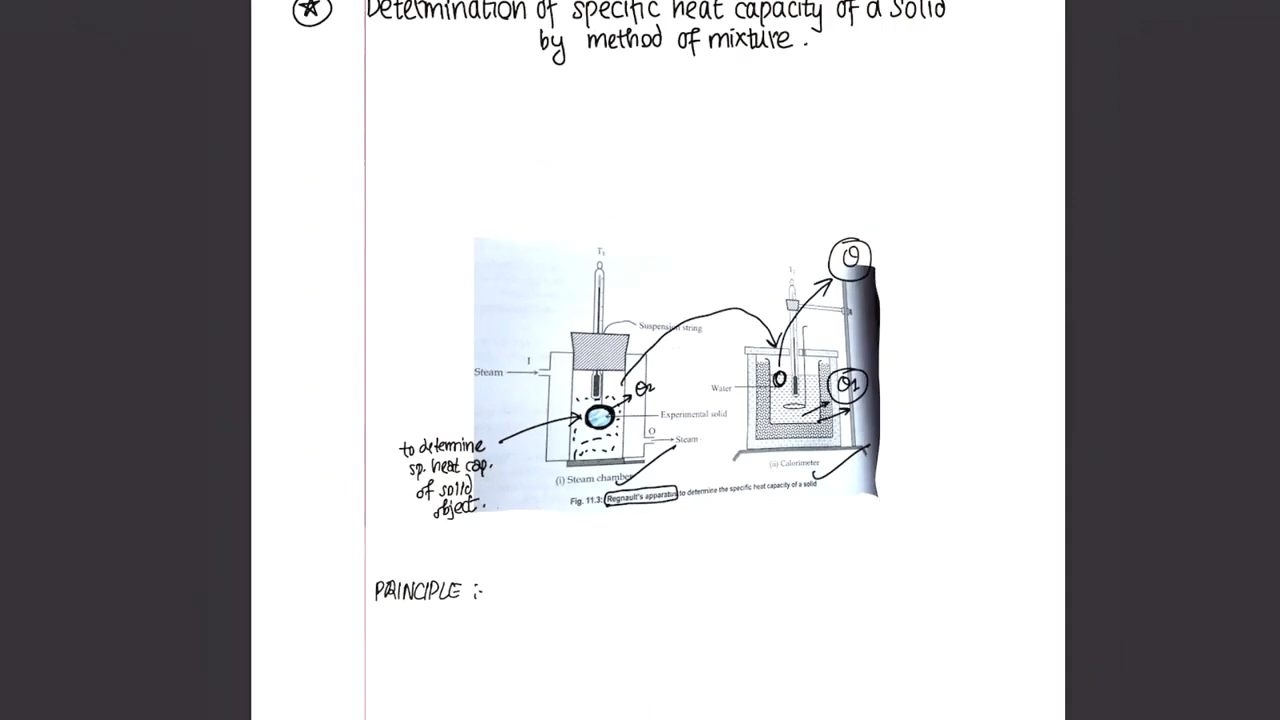 Determination of specific heat capacity of a solid
by method of mixture.
T₂
θ
T₁
Suspension string
I
Steam
θ₂
Water
θ₁
Experimental solid
O
Steam
to determine
sp. heat cap.
of solid
object.
(i) Steam chamber
(ii) Calorimeter
Fig. 11.3: Regnault's apparatus to determine the specific heat capacity of a solid
PRINCIPLE :-